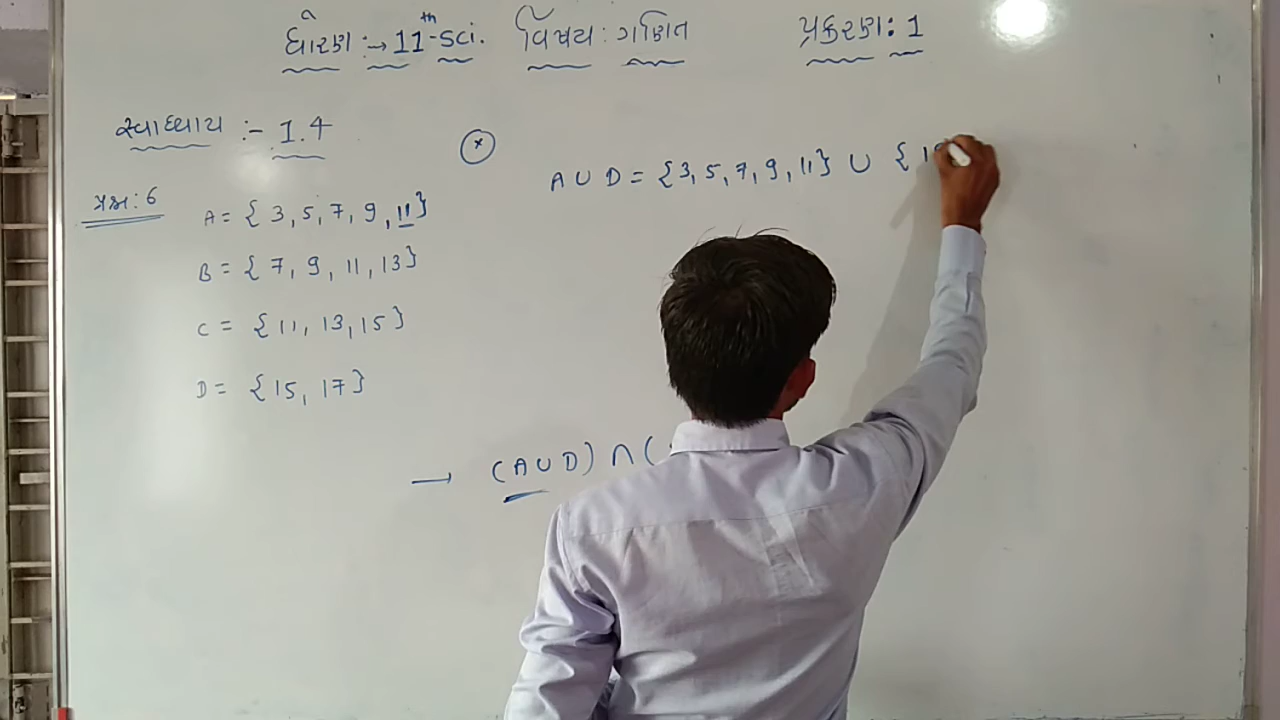 ધોરણ :→ 11th-sci. વિષય : ગણિત પ્રકરણ : 1
સ્વાધ્યાય :- 1.4
*
A ∪ D = {3, 5, 7, 9, 11} ∪ {
પ્રશ્ન : 6
A = { 3, 5, 7, 9, 11}
B = { 7, 9, 11, 13}
C = { 11, 13, 15}
D = {15, 17}
→ (A ∪ D) ∩ (